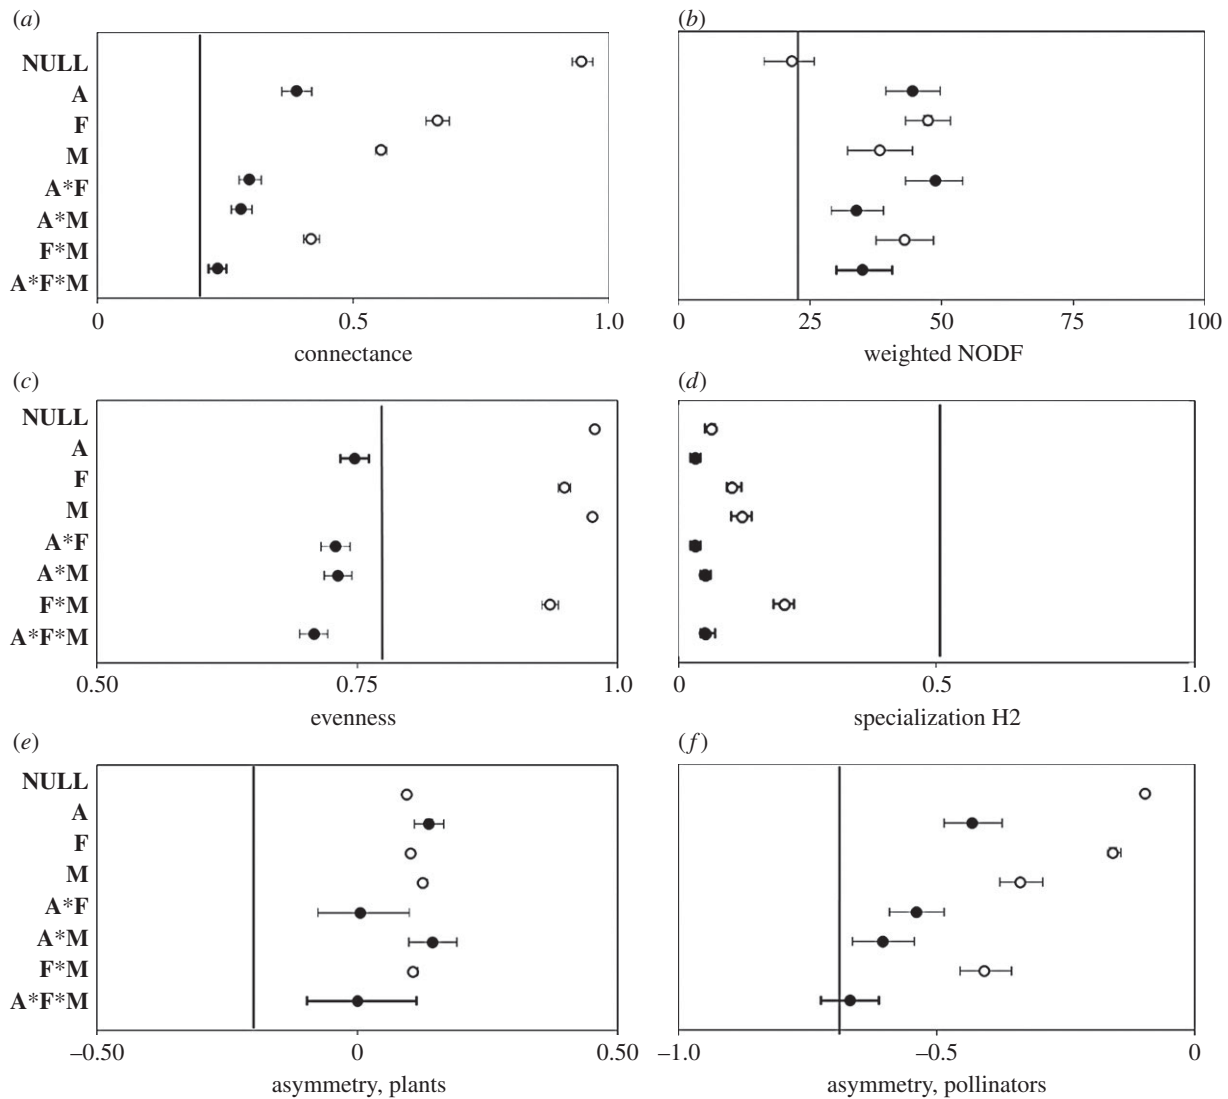 (a)
NULL
A
F
M
A*F
A*M
F*M
A*F*M
0 0.5 1.0
connectance
(b)
0 25 50 75 100
weighted NODF
(c)
NULL
A
F
M
A*F
A*M
F*M
A*F*M
0.50 0.75 1.0
evenness
(d)
0 0.5 1.0
specialization H2
(e)
NULL
A
F
M
A*F
A*M
F*M
A*F*M
–0.50 0 0.50
asymmetry, plants
(f)
–1.0 –0.5 0
asymmetry, pollinators